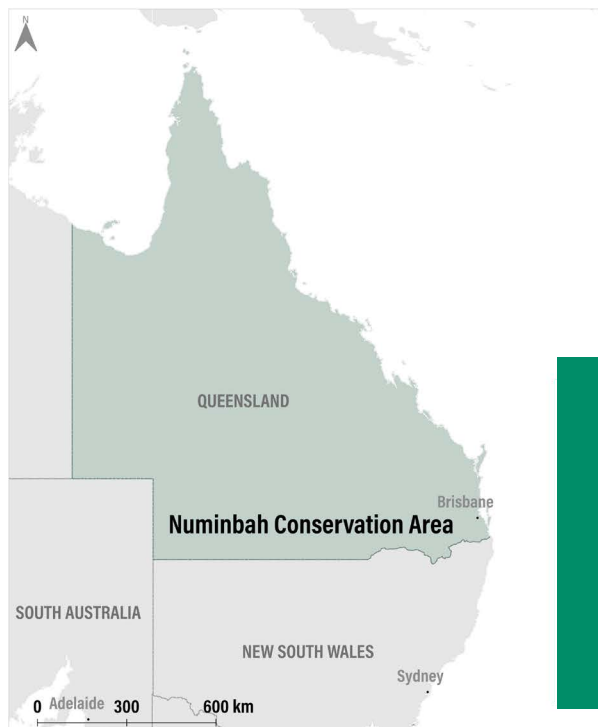 N
QUEENSLAND
Brisbane
Numinbah Conservation Area
SOUTH AUSTRALIA
NEW SOUTH WALES
Sydney
Adelaide
0 300 600 km